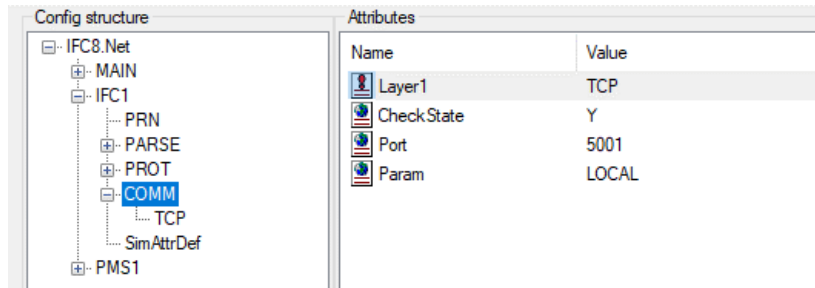 Config structure
IFC8.Net
MAIN
IFC1
PRN
PARSE
PROT
COMM
TCP
SimAttrDef
PMS1
Attributes
Name Value
Layer1 TCP
CheckState Y
Port 5001
Param LOCAL